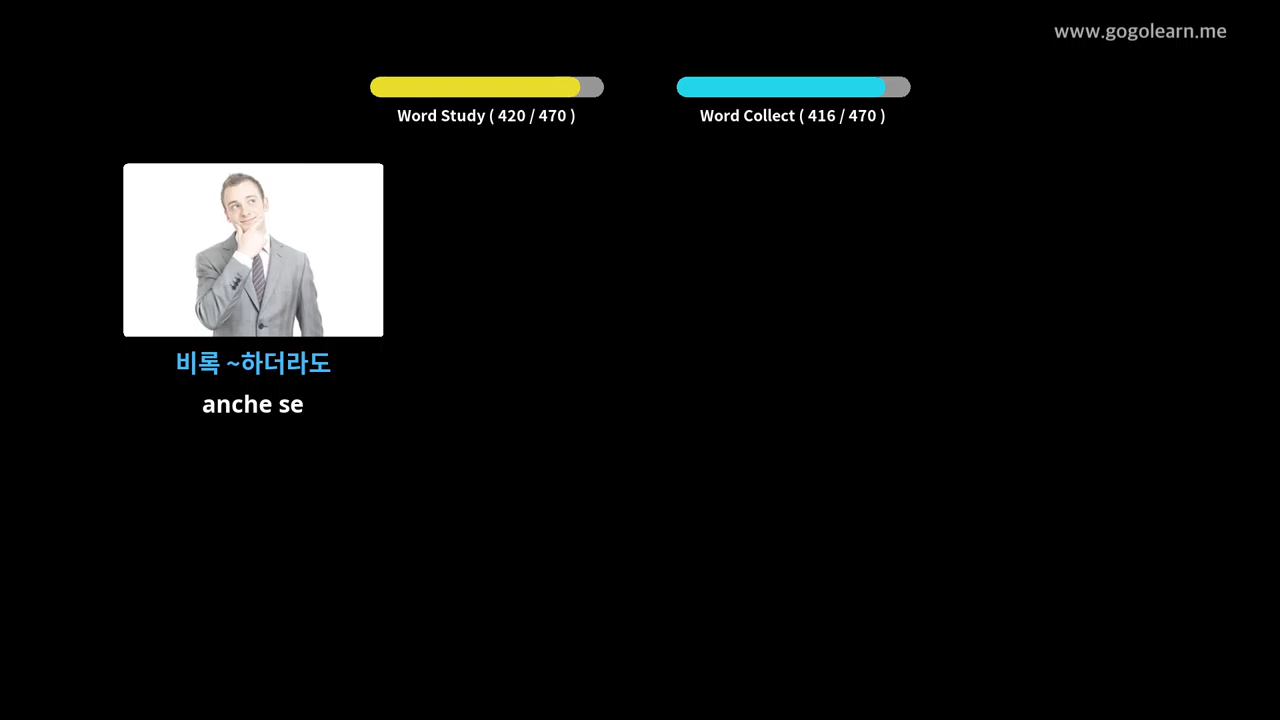 www.gogolearn.me
Word Study ( 420 / 470 )
Word Collect ( 416 / 470 )
비록 ~하더라도
anche se